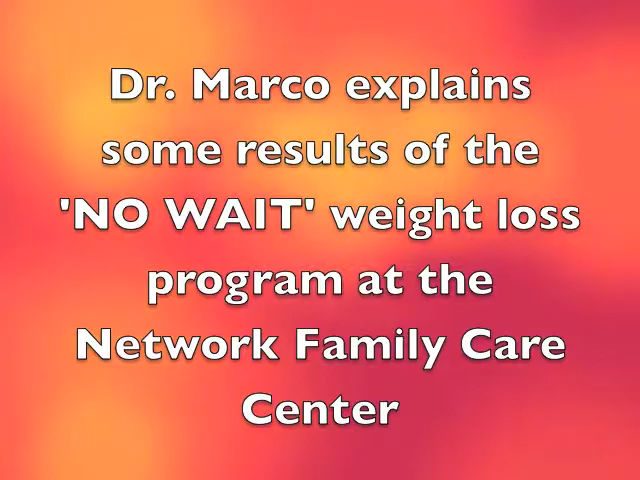 Dr. Marco explains
some results of the
'NO WAIT' weight loss
program at the
Network Family Care
Center